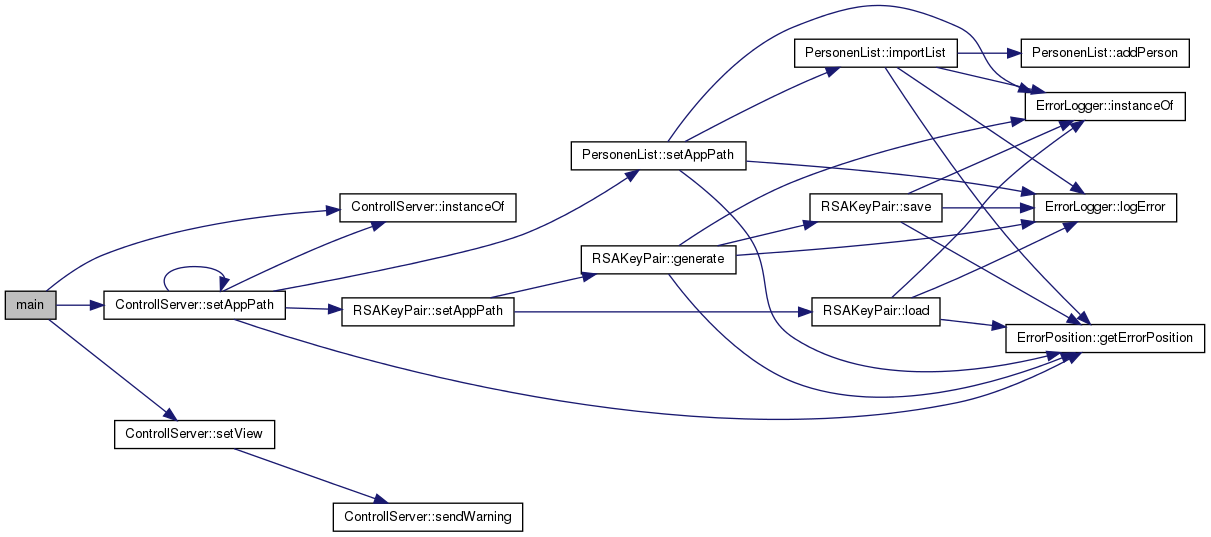 PersonenList::importList
PersonenList::addPerson
ErrorLogger::instanceOf
PersonenList::setAppPath
ControllServer::instanceOf
RSAKeyPair::save
ErrorLogger::logError
RSAKeyPair::generate
main
ControllServer::setAppPath
RSAKeyPair::setAppPath
RSAKeyPair::load
ErrorPosition::getErrorPosition
ControllServer::setView
ControllServer::sendWarning